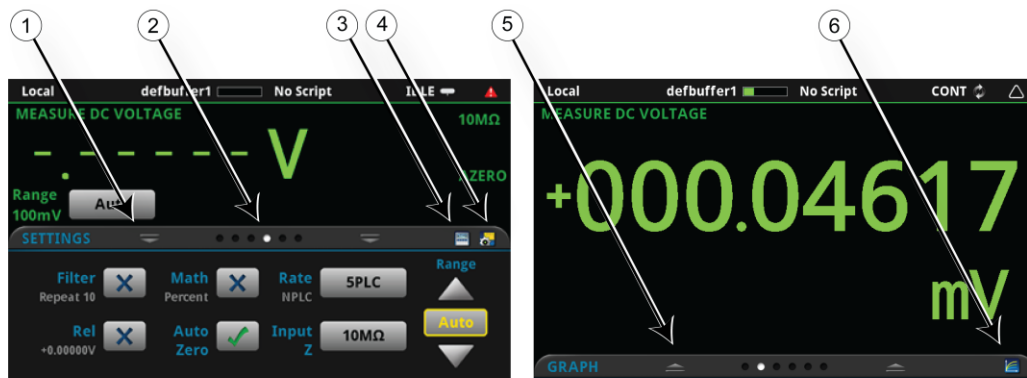 1 2 3 4 5 6
Local defbuffer1 No Script IDLE
MEASURE DC VOLTAGE 10MΩ
-.----- V
AZERO
Range
100mV Auto
SETTINGS
Filter Math Rate 5PLC Range
Repeat 10 Percent NPLC
Rel Auto Input 10MΩ Auto
+0.00000V Zero Z
Local defbuffer1 No Script CONT
MEASURE DC VOLTAGE
+000.04617
mV
GRAPH